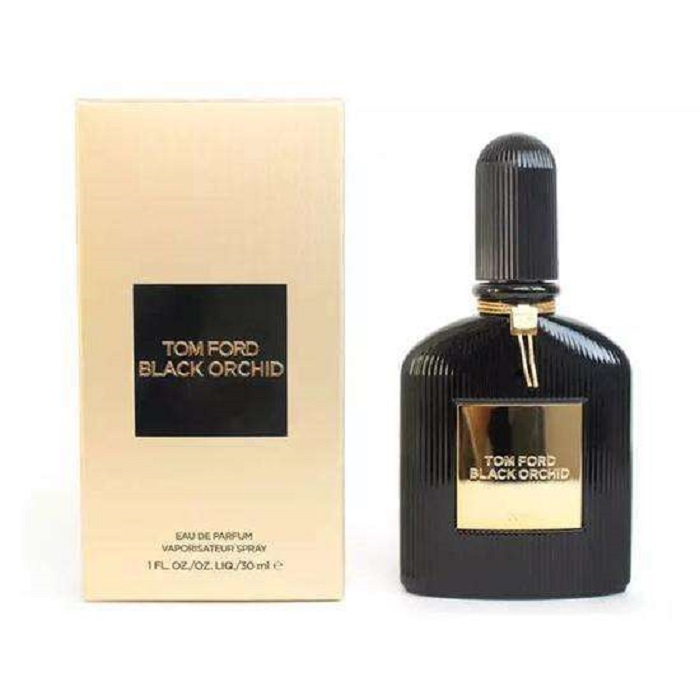 TOM FORD
BLACK ORCHID
EAU DE PARFUM
VAPORISATEUR SPRAY
1 FL. OZ./OZ. LIQ./30 ml ℮
TOM FORD
BLACK ORCHID